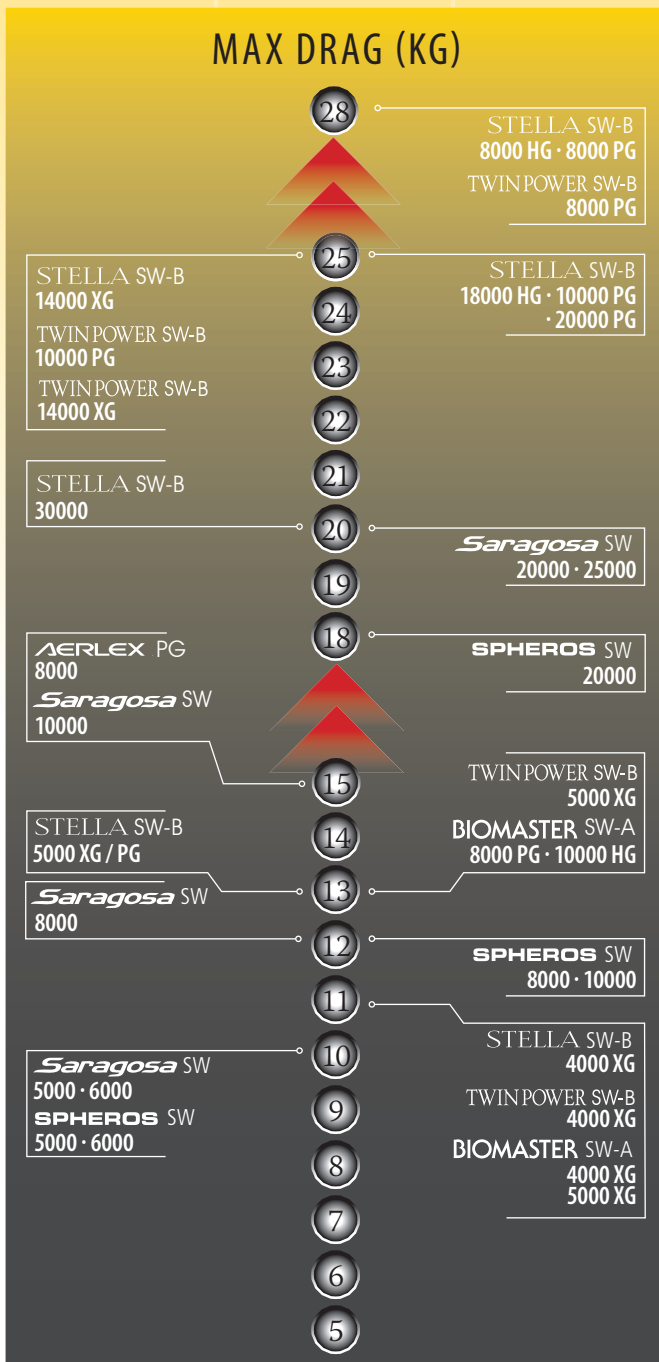 MAX DRAG (KG)
28
STELLA SW-B
8000 HG · 8000 PG
TWINPOWER SW-B
8000 PG
25
STELLA SW-B
14000 XG
TWINPOWER SW-B
10000 PG
TWINPOWER SW-B
14000 XG
STELLA SW-B
18000 HG · 10000 PG
· 20000 PG
24
23
22
21
STELLA SW-B
30000
20
Saragosa SW
20000 · 25000
19
18
AERLEX PG
8000
Saragosa SW
10000
SPHEROS SW
20000
15
TWINPOWER SW-B
5000 XG
BIOMASTER SW-A
8000 PG · 10000 HG
14
STELLA SW-B
5000 XG / PG
13
Saragosa SW
8000
12
SPHEROS SW
8000 · 10000
11
STELLA SW-B
4000 XG
TWINPOWER SW-B
4000 XG
BIOMASTER SW-A
4000 XG
5000 XG
10
Saragosa SW
5000 · 6000
SPHEROS SW
5000 · 6000
9
8
7
6
5